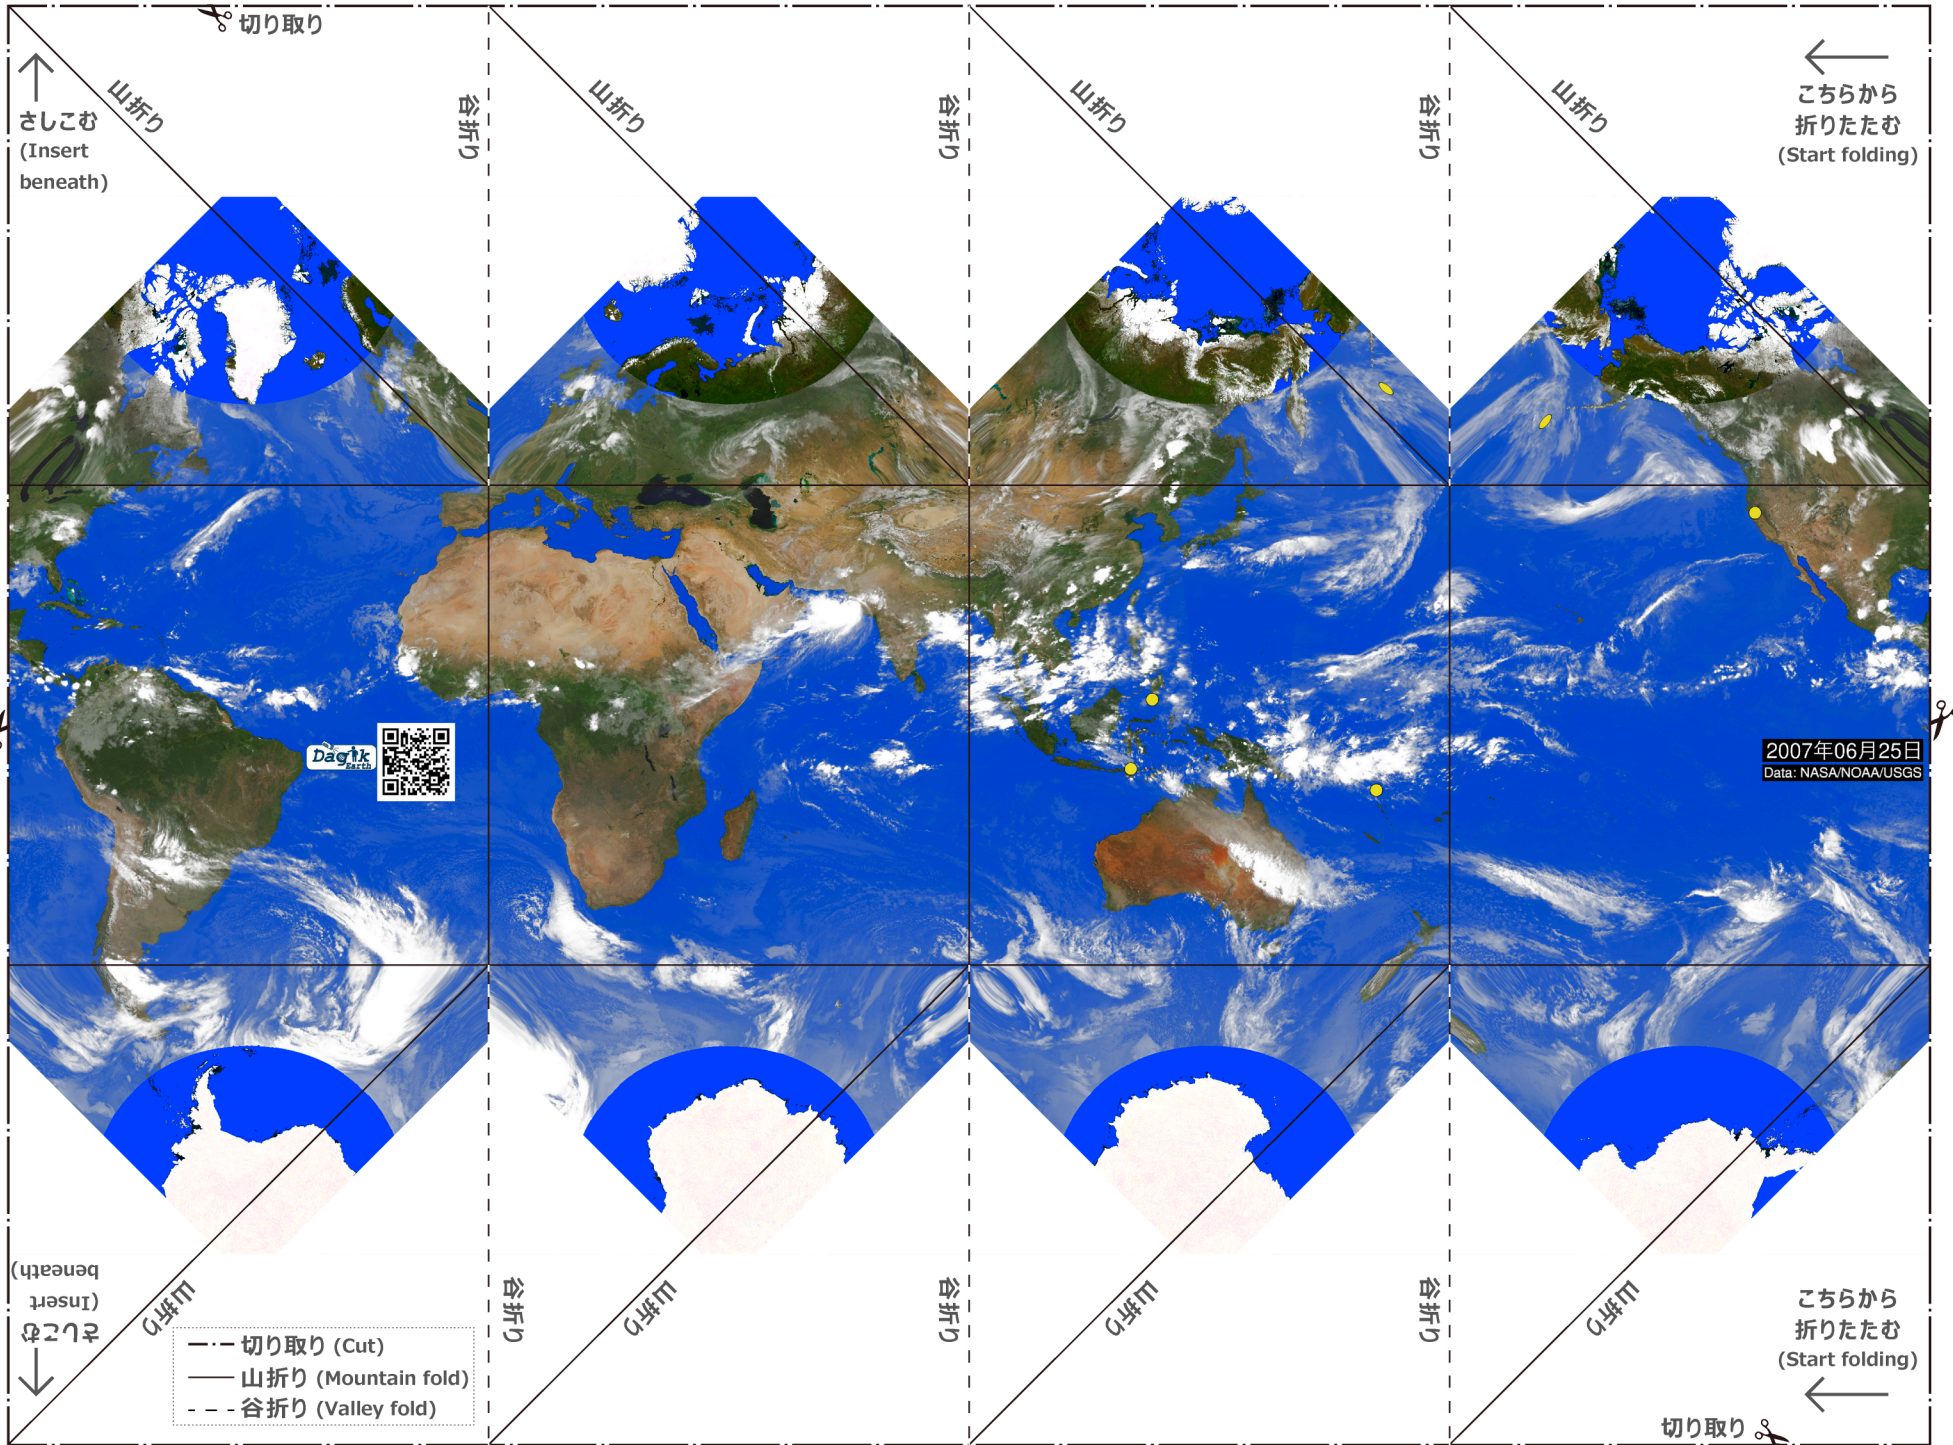 切り取り
さしこむ
(Insert
beneath)
山折り
谷折り
山折り
谷折り
山折り
谷折り
山折り
こちらから
折りたたむ
(Start folding)
Dagik
Earth
2007年06月25日
Data: NASA/NOAA/USGS
さしこむ
(Insert
beneath)
山折り
谷折り
山折り
谷折り
山折り
谷折り
山折り
こちらから
折りたたむ
(Start folding)
切り取り (Cut)
山折り (Mountain fold)
谷折り (Valley fold)
切り取り